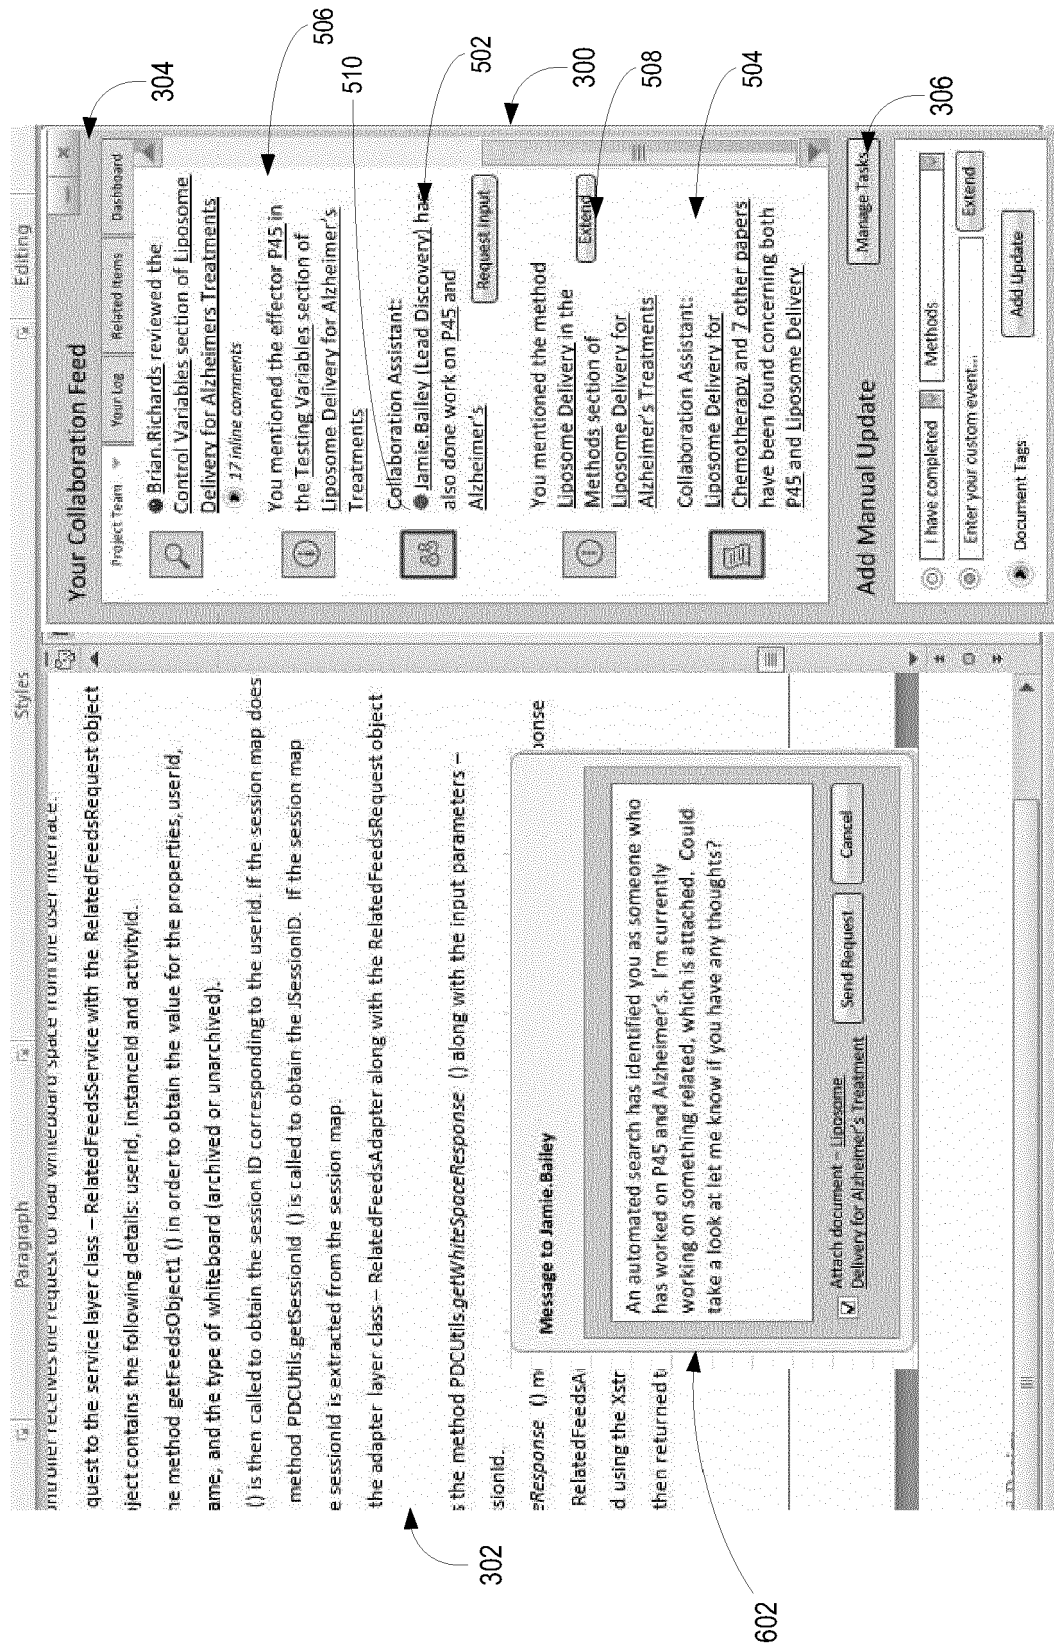 Paragraph
Styles
Editing
ontroller receives the request to load whiteboard space from the user interface.
quest to the service layer class – RelatedFeedsService with the RelatedFeedsRequest object
ject contains the following details: userId, instanceId and activityId.
ne method getFeedsObject1 () in order to obtain the value for the properties, userId,
ame, and the type of whiteboard (archived or unarchived).
() is then called to obtain the session ID corresponding to the userid. If the session map does
method PDCUtils.getSessionId () is called to obtain the JSessionID. If the session map
e sessionId is extracted from the session map.
the adapter layer class – RelatedFeedsAdapter along with the RelatedFeedsRequest object
s the method PDCUtils.getWhiteSpaceResponse () along with the input parameters –
ssionId.
eResponse () m
onse
RelatedFeedsA
d using the Xstr
then returned t
Message to Jamie.Bailey
An automated search has identified you as someone who
has worked on P45 and Alzheimer's. I'm currently
working on something related, which is attached. Could
take a look at let me know if you have any thoughts?
Attach document – Liposome
Delivery for Alzheimer's Treatment
Send Request
Cancel
Your Collaboration Feed
Project Team
Your Log
Related Items
Dashboard
Brian.Richards reviewed the
Control Variables section of Liposome
Delivery for Alzheimers Treatments
17 inline comments
You mentioned the effector P45 in
the Testing Variables section of
Liposome Delivery for Alzheimer's
Treatments
Collaboration Assistant:
Jamie.Bailey (Lead Discovery) has
also done work on P45 and
Alzheimer's
Request Input
You mentioned the method
Liposome Delivery in the
Methods section of
Liposome Delivery for
Alzheimer's Treatments
Extend
Collaboration Assistant:
Liposome Delivery for
Chemotherapy and 7 other papers
have been found concerning both
P45 and Liposome Delivery
Add Manual Update
Manage Tasks
I have completed
Methods
Enter your custom event....
Extend
Document Tags
Add Update
304
506
510
502
300
508
504
306
302
602